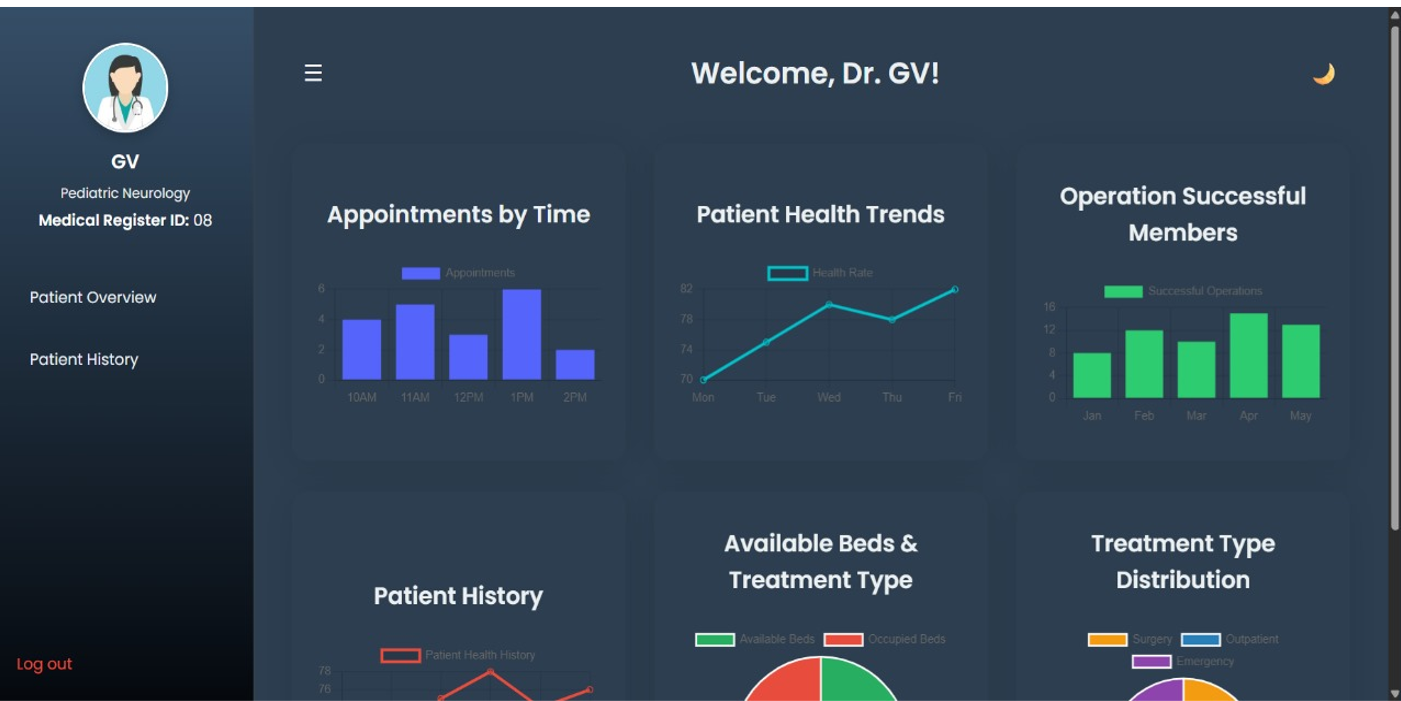 GV
Pediatric Neurology
Medical Register ID: 08
Patient Overview
Patient History
Log out
☰
Welcome, Dr. GV!
Appointments by Time
Appointments
6
4
2
0
10AM 11AM 12PM 1PM 2PM
Patient Health Trends
Health Rate
82
78
74
70
Mon Tue Wed Thu Fri
Operation Successful
Members
Successful Operations
16
12
8
4
0
Jan Feb Mar Apr May
Patient History
Patient Health History
78
76
Available Beds &
Treatment Type
Available Beds Occupied Beds
Treatment Type
Distribution
Surgery Outpatient
Emergency